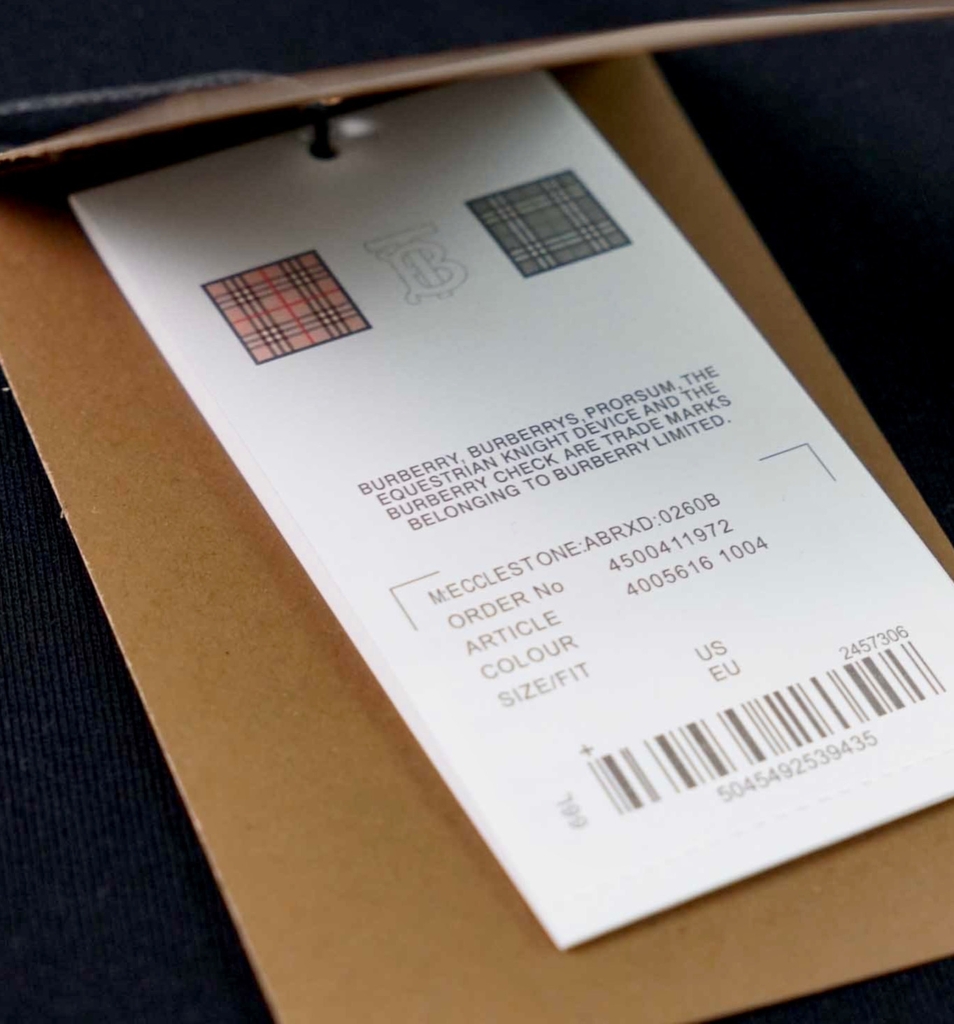 BURBERRY, BURBERRYS, PRORSUM, THE
EQUESTRIAN KNIGHT DEVICE AND THE
BURBERRY CHECK ARE TRADE MARKS
BELONGING TO BURBERRY LIMITED.
M:ECCLESTONE:ABRXD:0260B
ORDER No 4500411972
ARTICLE 4005616 1004
COLOUR
SIZE/FIT US
EU
2457306
+
5045492539435